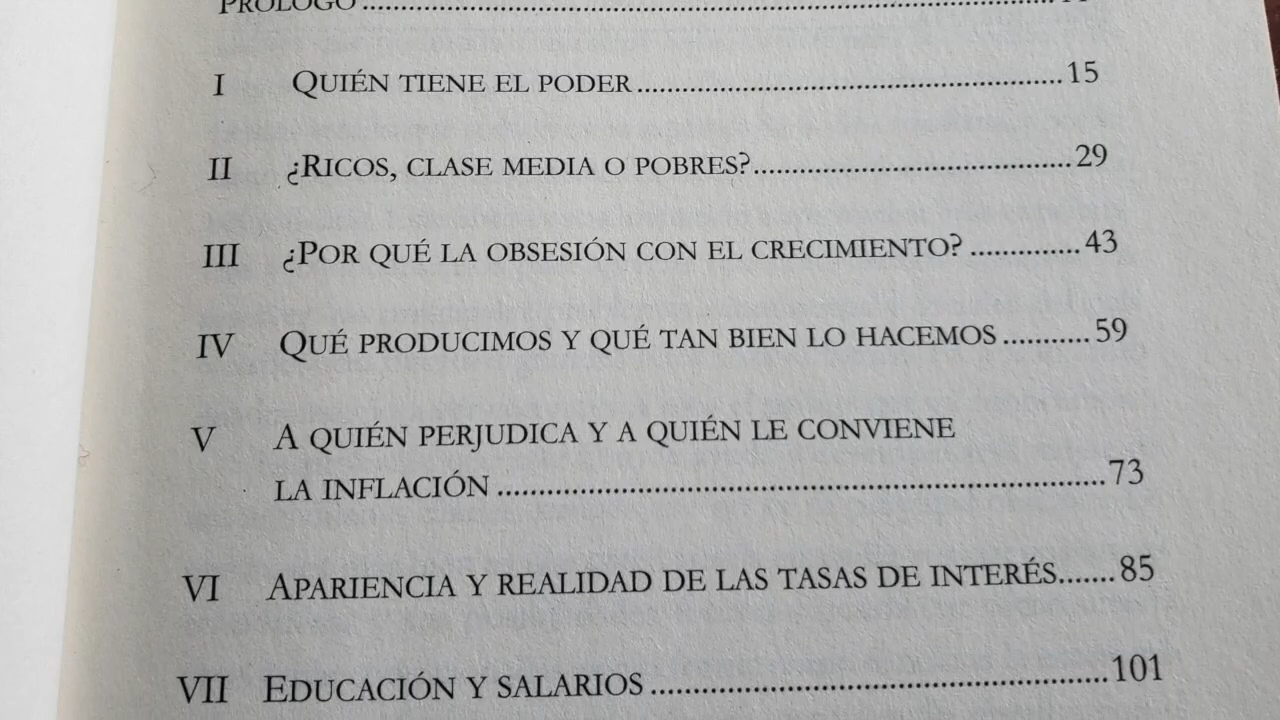 PRÓLOGO
I QUIÉN TIENE EL PODER 15
II ¿RICOS, CLASE MEDIA O POBRES? 29
III ¿POR QUÉ LA OBSESIÓN CON EL CRECIMIENTO? 43
IV QUÉ PRODUCIMOS Y QUÉ TAN BIEN LO HACEMOS 59
V A QUIÉN PERJUDICA Y A QUIÉN LE CONVIENE
LA INFLACIÓN 73
VI APARIENCIA Y REALIDAD DE LAS TASAS DE INTERÉS 85
VII EDUCACIÓN Y SALARIOS 101